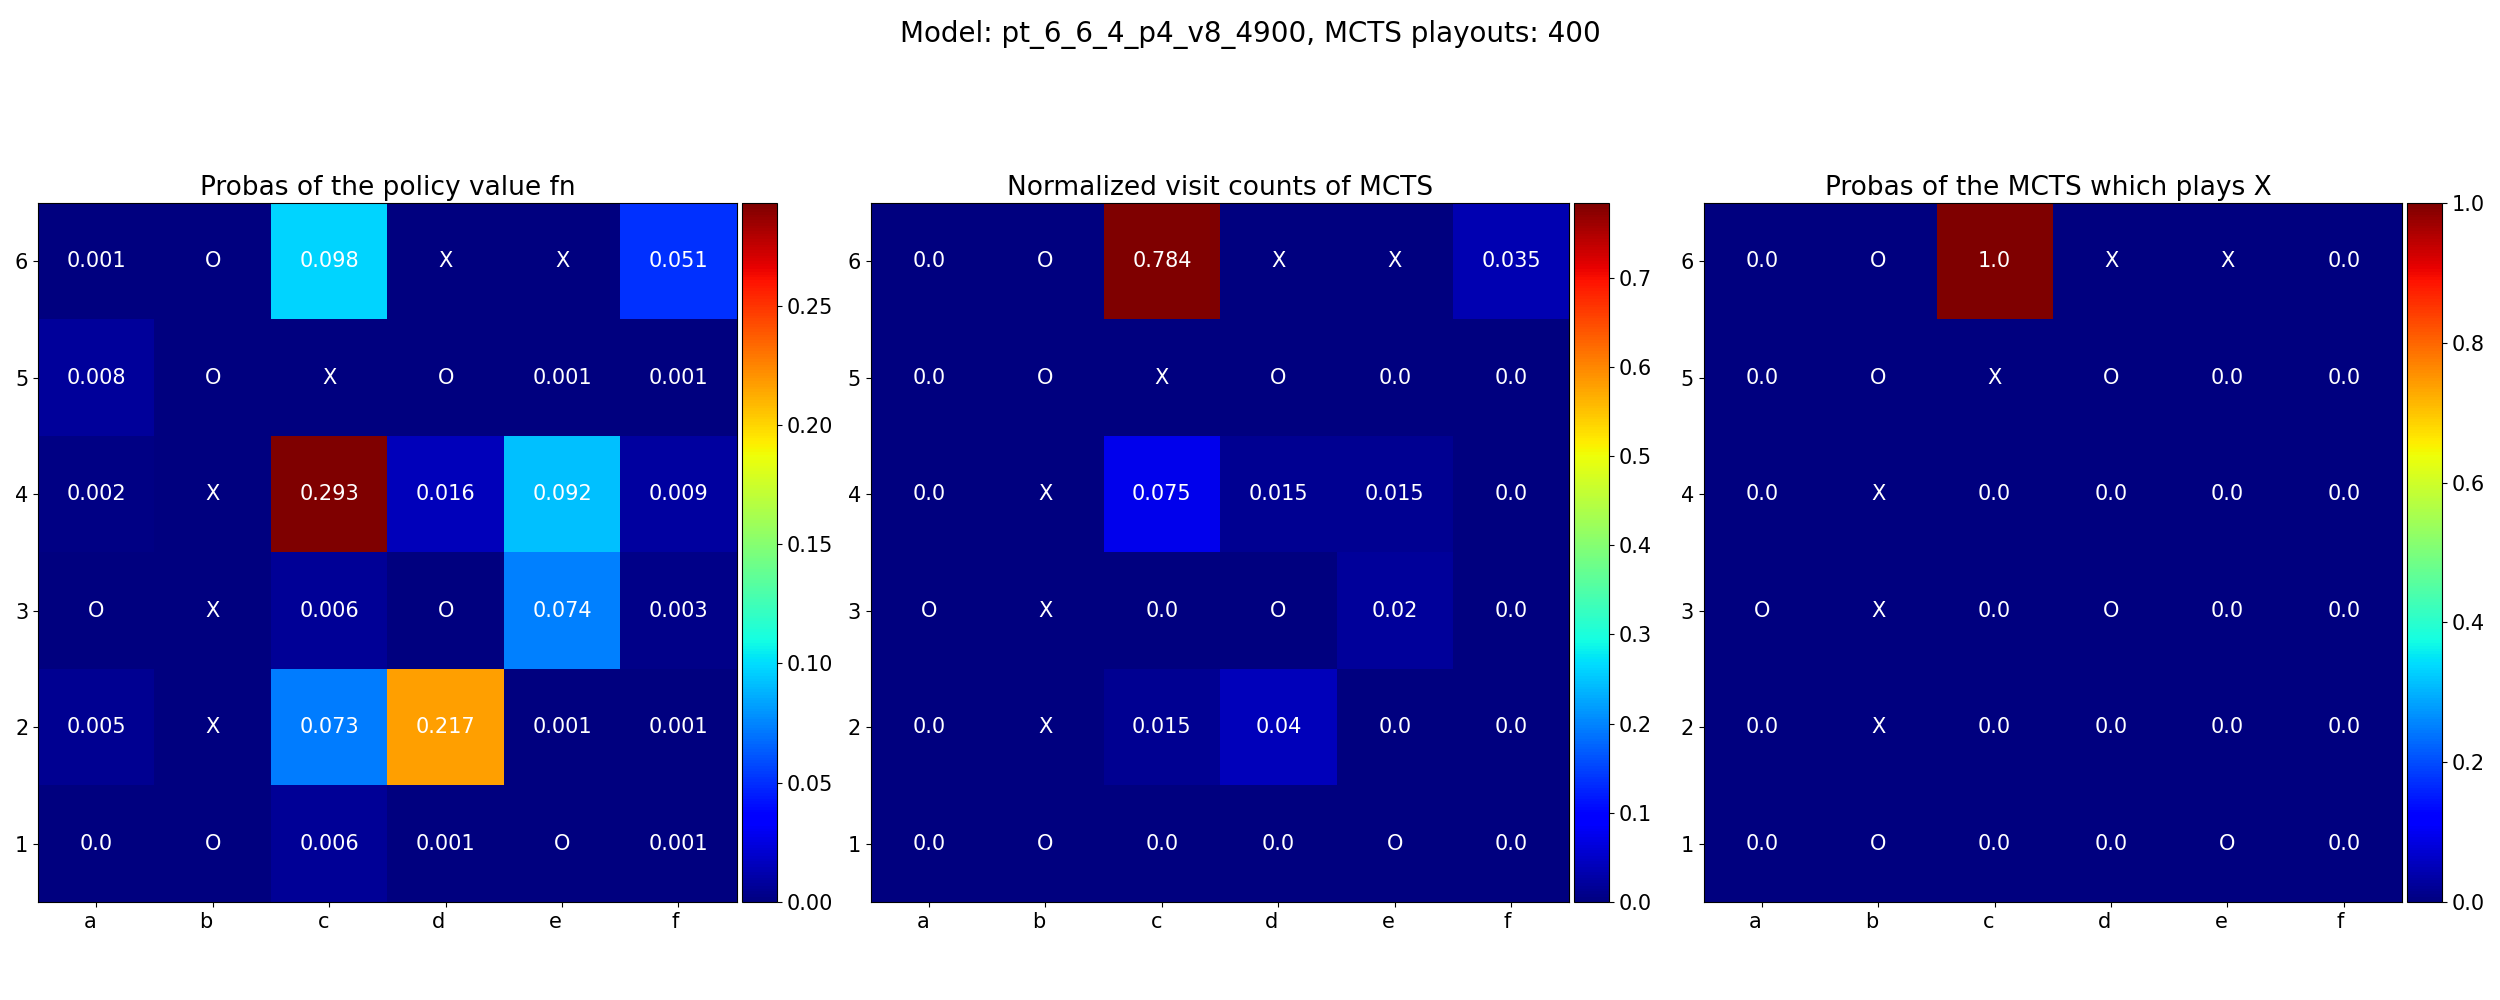 Model: pt_6_6_4_p4_v8_4900, MCTS playouts: 400
Probas of the policy value fn
6 0.001 O 0.098 X X 0.051
5 0.008 O X O 0.001 0.001
4 0.002 X 0.293 0.016 0.092 0.009
3 O X 0.006 O 0.074 0.003
2 0.005 X 0.073 0.217 0.001 0.001
1 0.0 O 0.006 0.001 O 0.001
a b c d e f
0.25
0.20
0.15
0.10
0.05
0.00
Normalized visit counts of MCTS
6 0.0 O 0.784 X X 0.035
5 0.0 O X O 0.0 0.0
4 0.0 X 0.075 0.015 0.015 0.0
3 O X 0.0 O 0.02 0.0
2 0.0 X 0.015 0.04 0.0 0.0
1 0.0 O 0.0 0.0 O 0.0
a b c d e f
0.7
0.6
0.5
0.4
0.3
0.2
0.1
0.0
Probas of the MCTS which plays X
6 0.0 O 1.0 X X 0.0
5 0.0 O X O 0.0 0.0
4 0.0 X 0.0 0.0 0.0 0.0
3 O X 0.0 O 0.0 0.0
2 0.0 X 0.0 0.0 0.0 0.0
1 0.0 O 0.0 0.0 O 0.0
a b c d e f
1.0
0.8
0.6
0.4
0.2
0.0